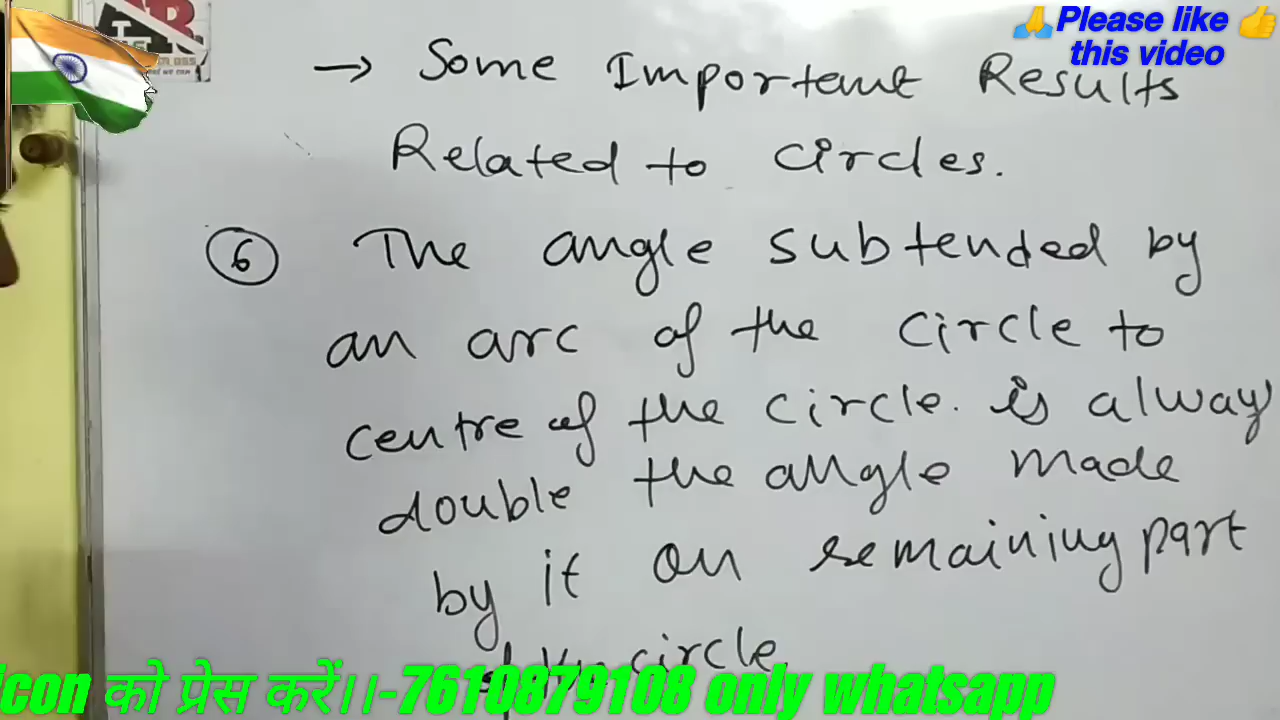 🙏Please like 👍
this video
→ Some Important Results
Related to circles.
⑥ The angle subtended by
an arc of the circle to
centre of the circle. is alway
double the angle made
by it on remaining part
circle.
icon को प्रेस करें।।-7610879108 only whatsapp